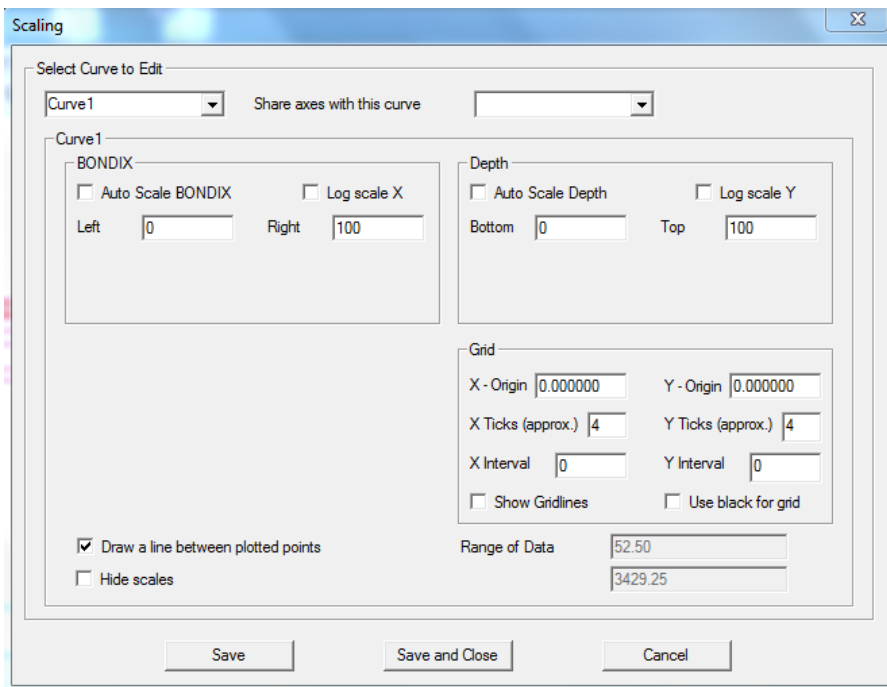 Scaling
Select Curve to Edit
Curve1 Share axes with this curve
Curve1
BONDIX
Auto Scale BONDIX Log scale X
Left 0 Right 100
Depth
Auto Scale Depth Log scale Y
Bottom 0 Top 100
Grid
X - Origin 0.000000 Y - Origin 0.000000
X Ticks (approx.) 4 Y Ticks (approx.) 4
X Interval 0 Y Interval 0
Show Gridlines Use black for grid
Draw a line between plotted points Range of Data 52.50
Hide scales 3429.25
Save Save and Close Cancel